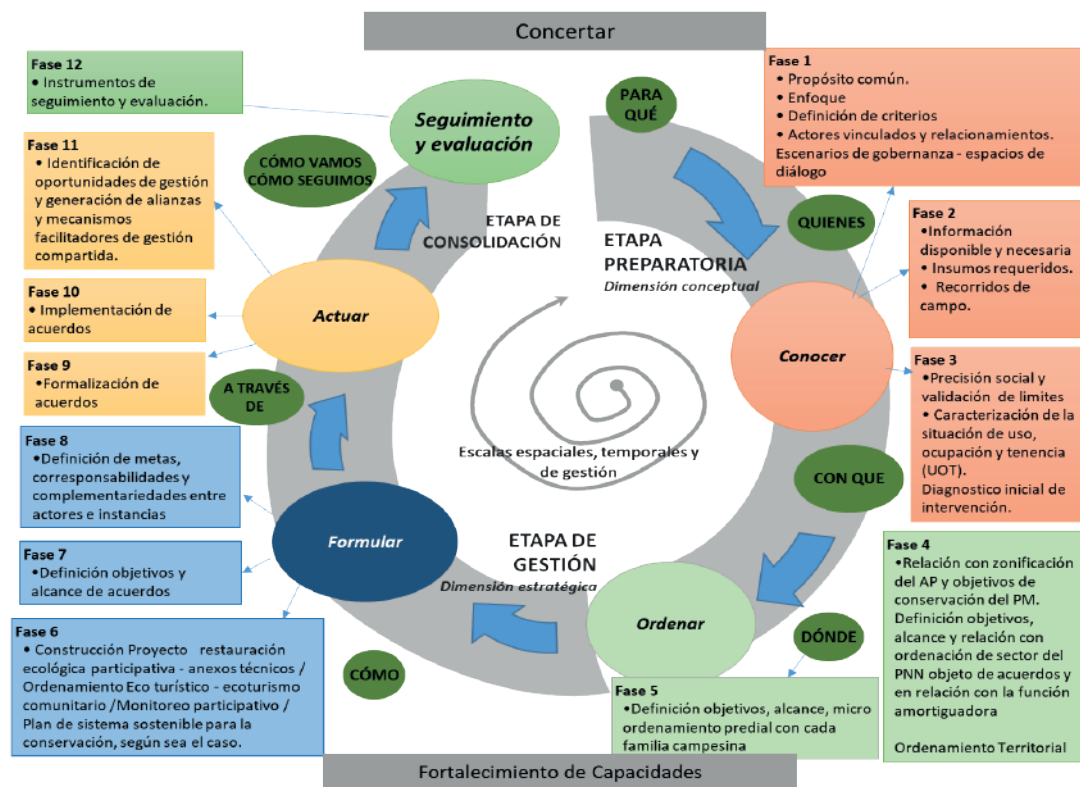 Concertar
Fase 12
• Instrumentos de
seguimiento y evaluación.
Fase 11
• Identificación de
oportunidades de gestión
y generación de alianzas
y mecanismos
facilitadores de gestión
compartida.
Fase 10
• Implementación de
acuerdos
Fase 9
•Formalización de
acuerdos
Fase 8
•Definición de metas,
corresponsabilidades y
complementariedades entre
actores e instancias
Fase 7
•Definición objetivos y
alcance de acuerdos
Fase 6
• Construcción Proyecto restauración
ecológica participativa - anexos técnicos /
Ordenamiento Eco turístico - ecoturismo
comunitario /Monitoreo participativo /
Plan de sistema sostenible para la
conservación, según sea el caso.
Seguimiento
y evaluación
CÓMO VAMOS
CÓMO SEGUIMOS
ETAPA DE
CONSOLIDACIÓN
Actuar
A TRAVÉS
DE
Formular
CÓMO
PARA
QUÉ
QUIENES
ETAPA
PREPARATORIA
Dimensión conceptual
Conocer
Escalas espaciales, temporales y
de gestión
CON QUE
ETAPA DE
GESTIÓN
Dimensión estratégica
Ordenar
DÓNDE
Fase 1
• Propósito común.
• Enfoque
• Definición de criterios
• Actores vinculados y relacionamientos.
Escenarios de gobernanza - espacios de
diálogo
Fase 2
•Información
disponible y necesaria
• Insumos requeridos.
• Recorridos de
campo.
Fase 3
•Precisión social y
validación de limites
•Caracterización de la
situación de uso,
ocupación y tenencia
(UOT).
Diagnostico inicial de
intervención.
Fase 4
•Relación con zonificación
del AP y objetivos de
conservación del PM.
Definición objetivos,
alcance y relación con
ordenación de sector del
PNN objeto de acuerdos y
en relación con la función
amortiguadora
Ordenamiento Territorial
Fase 5
•Definición objetivos, alcance, micro
ordenamiento predial con cada
familia campesina
Fortalecimiento de Capacidades